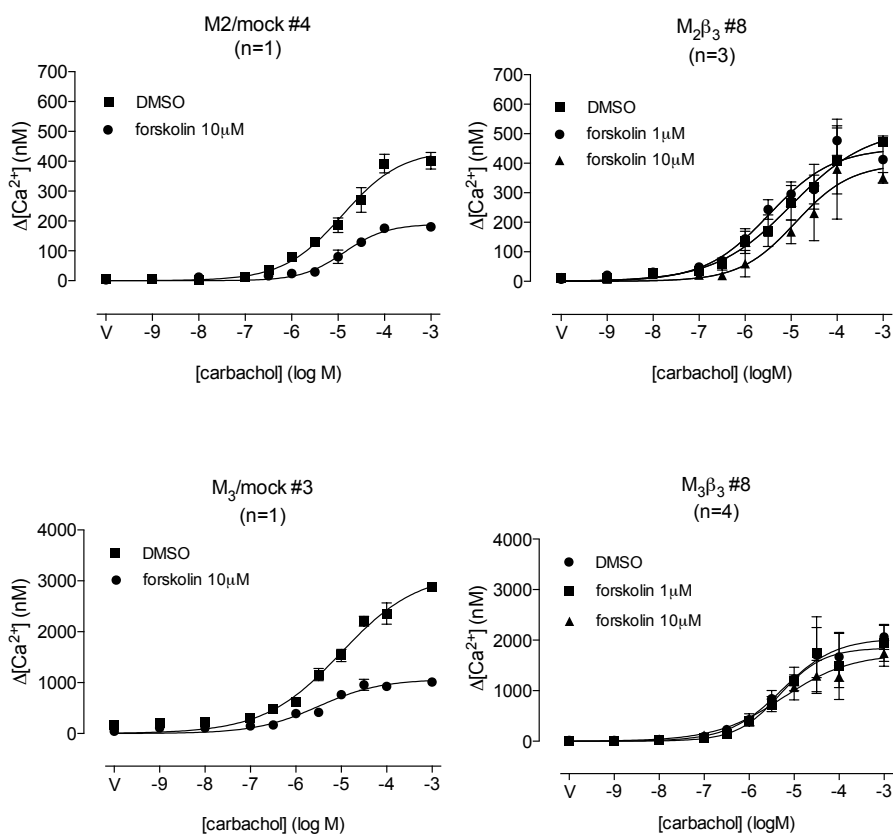 M2/mock #4
(n=1)
700
600
500
400
300
200
100
0
Δ[Ca²⁺] (nM)
DMSO
forskolin 10μM
V -9 -8 -7 -6 -5 -4 -3
[carbachol] (log M)
M₂β₃ #8
(n=3)
700
600
500
400
300
200
100
0
Δ[Ca²⁺] (nM)
DMSO
forskolin 1μM
forskolin 10μM
V -9 -8 -7 -6 -5 -4 -3
[carbachol] (logM)
M₃/mock #3
(n=1)
4000
3000
2000
1000
0
Δ[Ca²⁺] (nM)
DMSO
forskolin 10μM
V -9 -8 -7 -6 -5 -4 -3
[carbachol] (log M)
M₃β₃ #8
(n=4)
4000
3000
2000
1000
0
Δ[Ca²⁺] (nM)
DMSO
forskolin 1μM
forskolin 10μM
V -9 -8 -7 -6 -5 -4 -3
[carbachol] (logM)